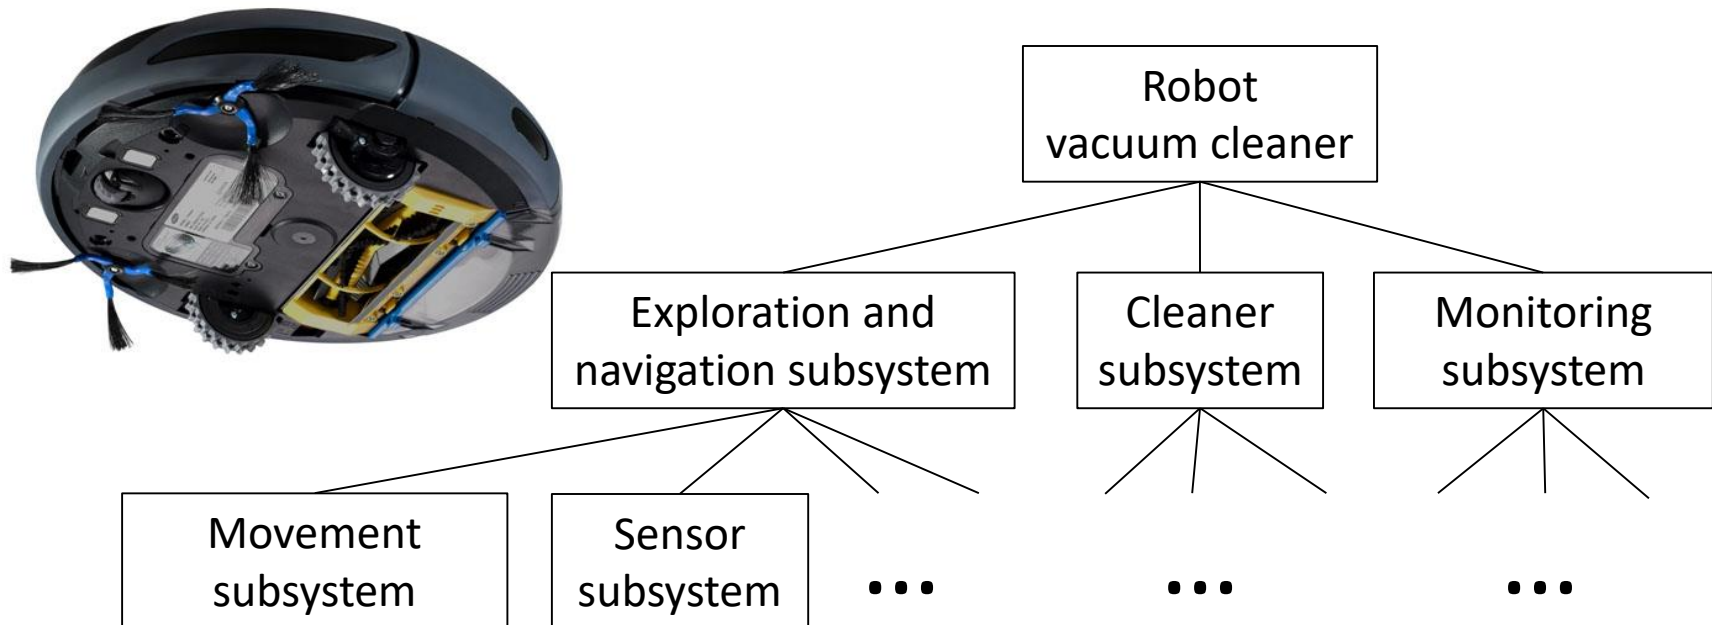 Robot
vacuum cleaner
Exploration and
navigation subsystem
Cleaner
subsystem
Monitoring
subsystem
Movement
subsystem
Sensor
subsystem
...
...
...